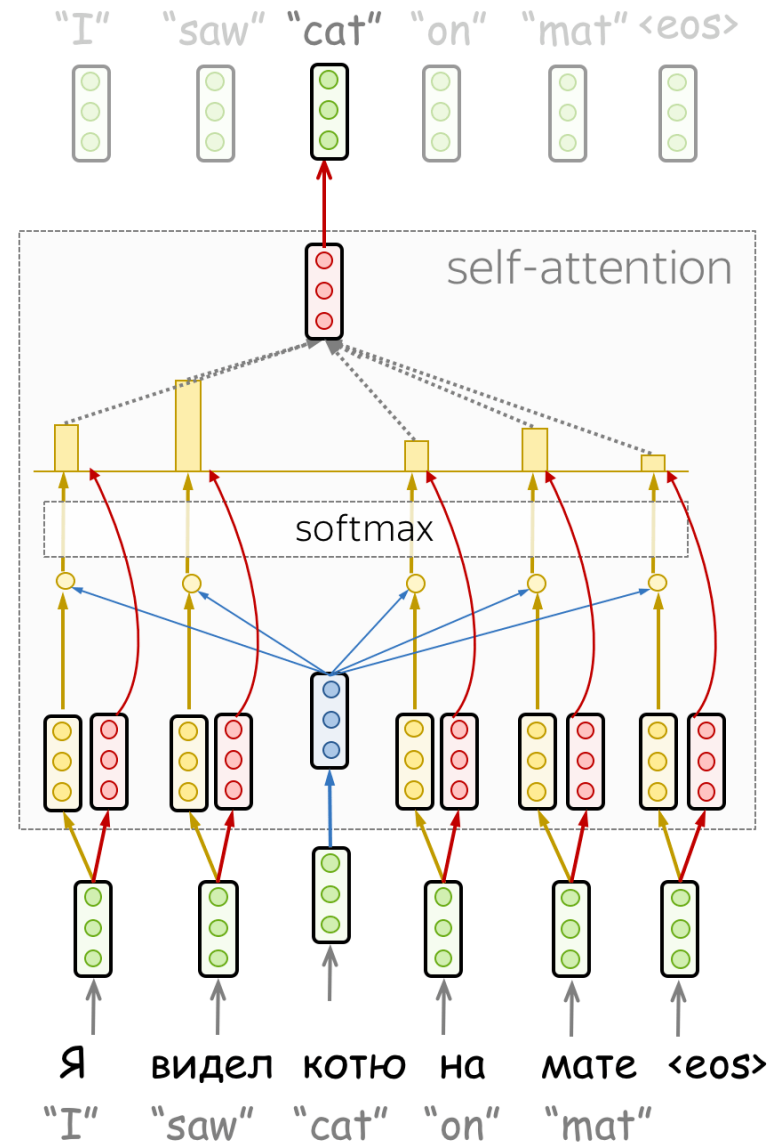 “I” “saw” “cat” “on” “mat” <eos>
self-attention
softmax
Я видел котю на мате <eos>
“I” “saw” “cat” “on” “mat”